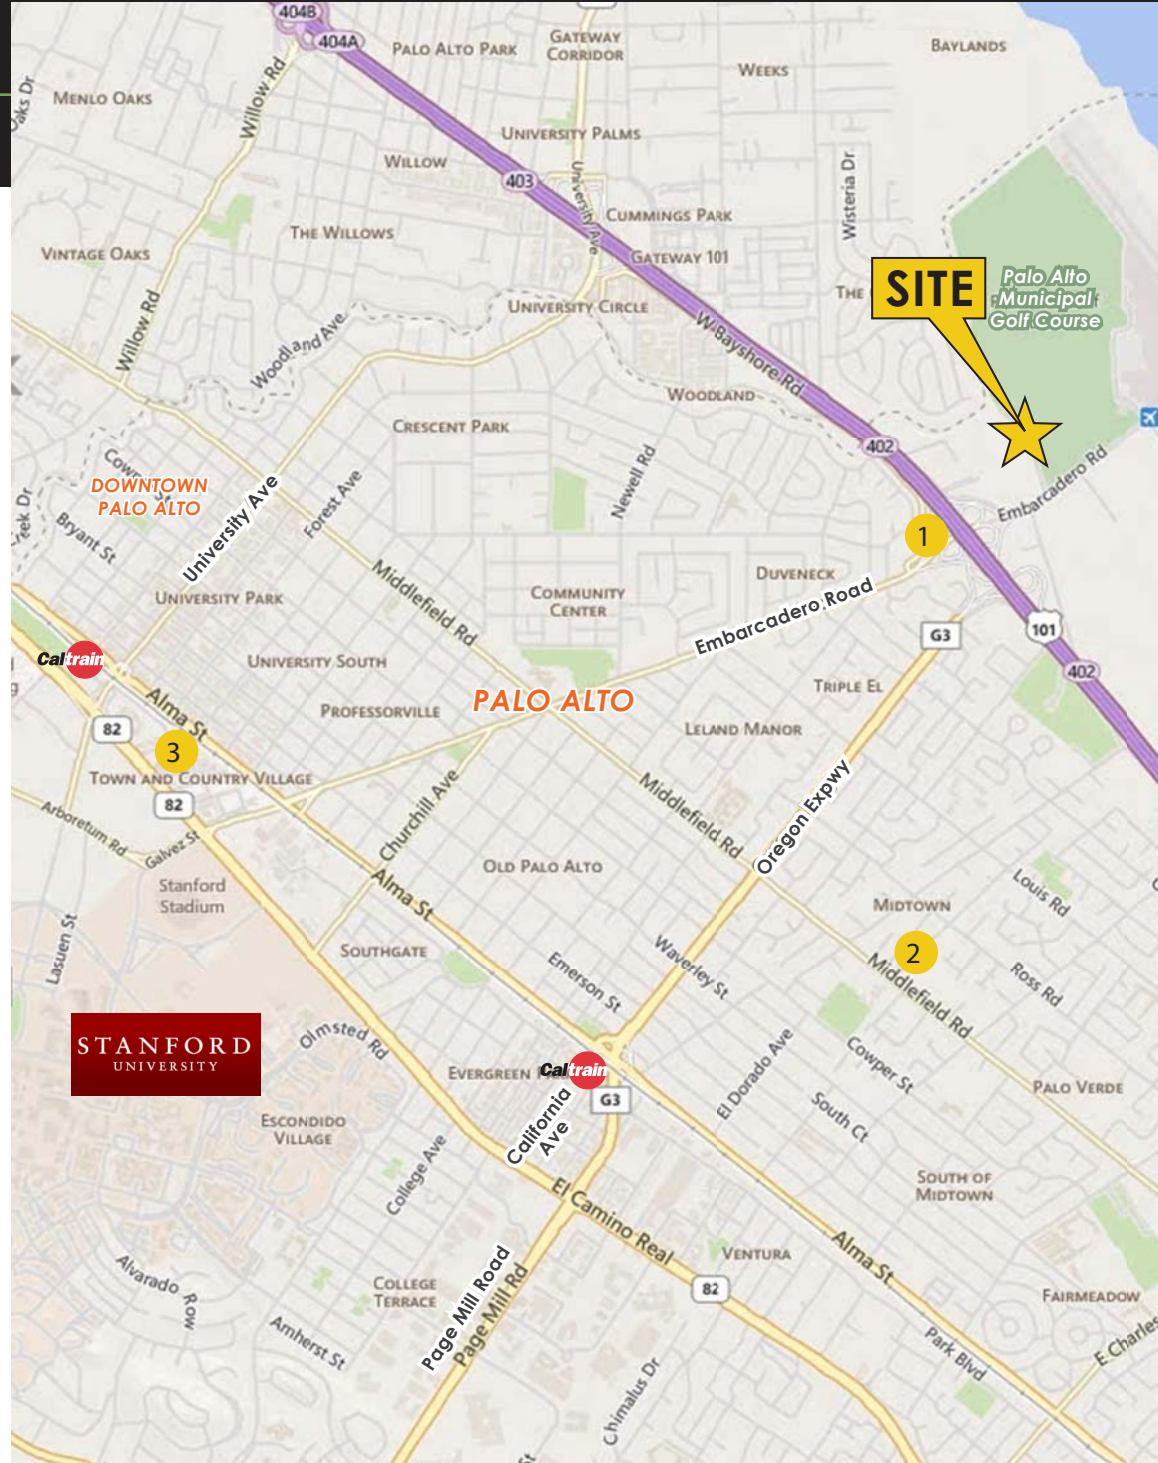 404B
404A
PALO ALTO PARK
GATEWAY
CORRIDOR
BAYLANDS
WEEKS
MENLO OAKS
Oaks Dr
Willow Rd
UNIVERSITY PALMS
WILLOW
403
University Ave
Wisteria Dr
CUMMINGS PARK
THE WILLOWS
VINTAGE OAKS
GATEWAY 101
SITE
THE
Palo Alto
Municipal
Golf Course
UNIVERSITY CIRCLE
Willow Rd
Woodland Ave
W Bayshore Rd
WOODLAND
CRESCENT PARK
402
Newell Rd
Embarcadero Rd
DOWNTOWN
PALO ALTO
University Ave
Forest Ave
Bryant St
1
DUVENECK
Middlefield Rd
COMMUNITY
CENTER
UNIVERSITY PARK
Embarcadero Road
G3
101
Caltrain
UNIVERSITY SOUTH
402
TRIPLE EL
PALO ALTO
Alma St
PROFESSORVILLE
82
LELAND MANOR
3
TOWN AND COUNTRY VILLAGE
82
Churchill Ave
Middlefield Rd
Oregon Expwy
Arboretum Rd
Galvez St
OLD PALO ALTO
Stanford
Stadium
Alma St
Louis Rd
MIDTOWN
Lasuen St
SOUTHGATE
Emerson St
Waverley St
2
Middlefield Rd
Ross Rd
STANFORD
UNIVERSITY
Olmsted Rd
EVERGREEN
Caltrain
G3
California
Ave
El Dorado Ave
Cowper St
South Ct
PALO VERDE
ESCONDIDO
VILLAGE
College Ave
SOUTH OF
MIDTOWN
El Camino Real
Alma St
VENTURA
82
Alvarado Row
COLLEGE
TERRACE
Page Mill Road
Page Mill Rd
FAIRMEADOW
Amherst St
Park Blvd
E Charles
Chimalus Dr
St